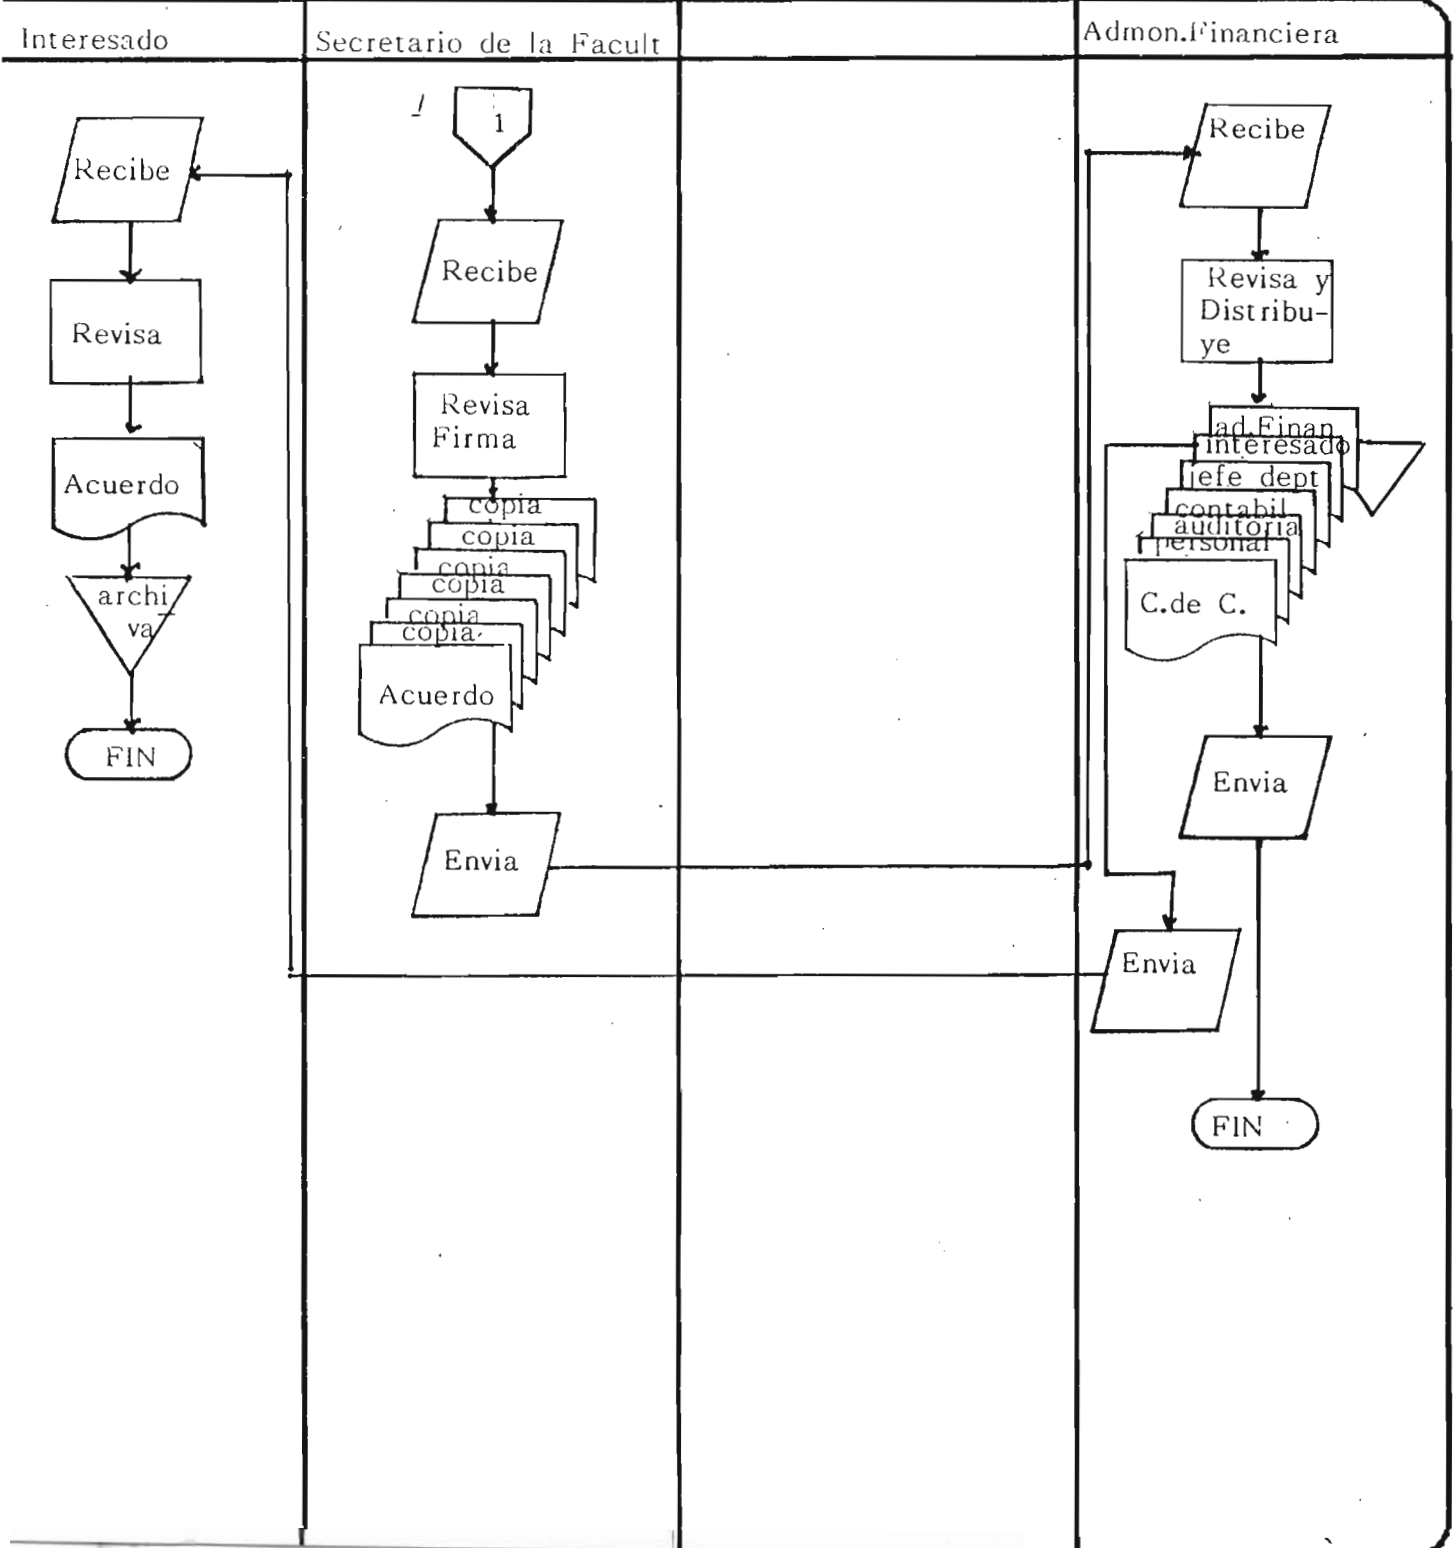 Interesado
Secretario de la Facult
Admon.Financiera
Recibe
Revisa
Acuerdo
archi
va
FIN
1
Recibe
Revisa
Firma
copia
copia
copia
copia
copia
copia
Acuerdo
Envia
Recibe
Revisa y
Distribu-
ye
ad.Finan
interesado
jefe dept
contabil
auditoria
personal
C.de C.
Envia
Envia
FIN